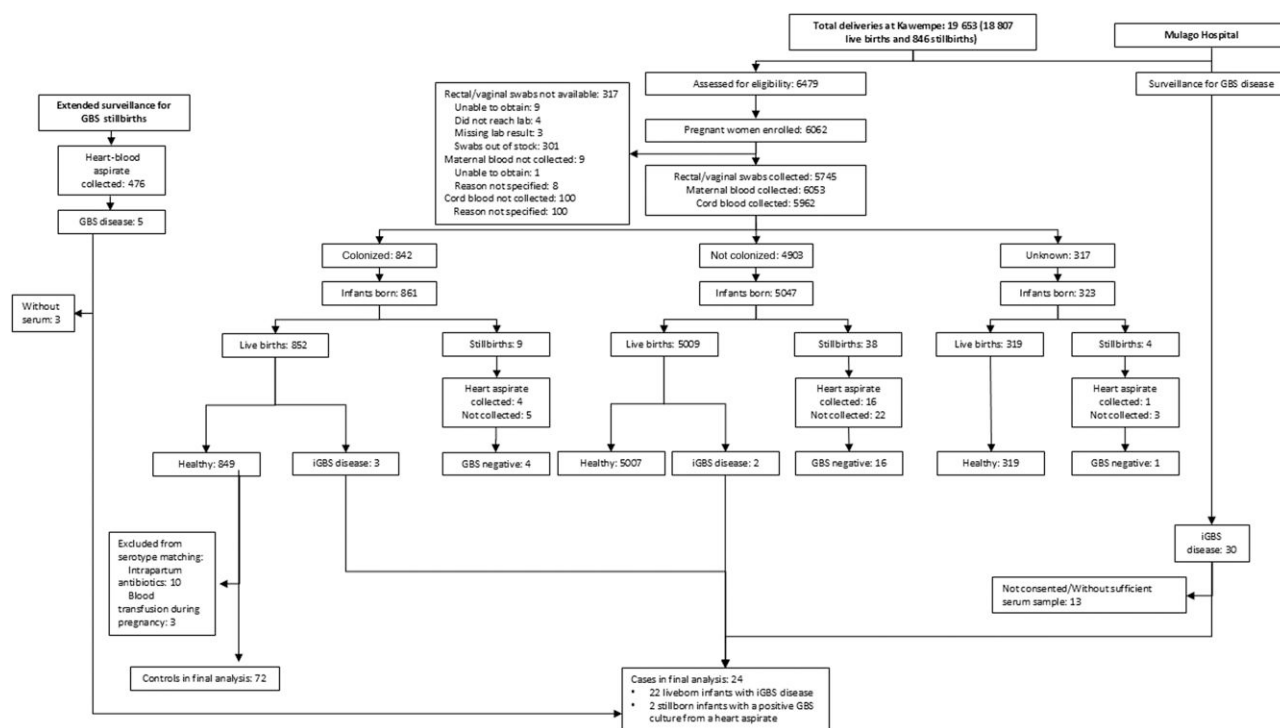 Total deliveries at Kawempe: 19 653 (18 807
live births and 846 stillbirths)
Mulago Hospital
Assessed for eligibility: 6479
Surveillance for GBS disease
Extended surveillance for
GBS stillbirths
Rectal/vaginal swabs not available: 317
Unable to obtain: 9
Did not reach lab: 4
Missing lab result: 3
Swabs out of stock: 301
Maternal blood not collected: 9
Unable to obtain: 1
Reason not specified: 8
Cord blood not collected: 100
Reason not specified: 100
Pregnant women enrolled: 6062
Heart-blood
aspirate
collected: 476
Rectal/vaginal swabs collected: 5745
Maternal blood collected: 6053
Cord blood collected: 5962
GBS disease: 5
Colonized: 842
Not colonized: 4903
Unknown: 317
Infants born: 861
Infants born: 5047
Infants born: 323
Without
serum: 3
Live births: 852
Stillbirths: 9
Live births: 5009
Stillbirths: 38
Live births: 319
Stillbirths: 4
Heart aspirate
collected: 4
Not collected: 5
Heart aspirate
collected: 16
Not collected: 22
Heart aspirate
collected: 1
Not collected: 3
Healthy: 849
iGBS disease: 3
GBS negative: 4
Healthy: 5007
iGBS disease: 2
GBS negative: 16
Healthy: 319
GBS negative: 1
Excluded from
serotype matching:
Intrapartum
antibiotics: 10
Blood
transfusion during
pregnancy: 3
iGBS
disease: 30
Not consented/Without sufficient
serum sample: 13
Controls in final analysis: 72
Cases in final analysis: 24
• 22 liveborn infants with iGBS disease
• 2 stillborn infants with a positive GBS
culture from a heart aspirate